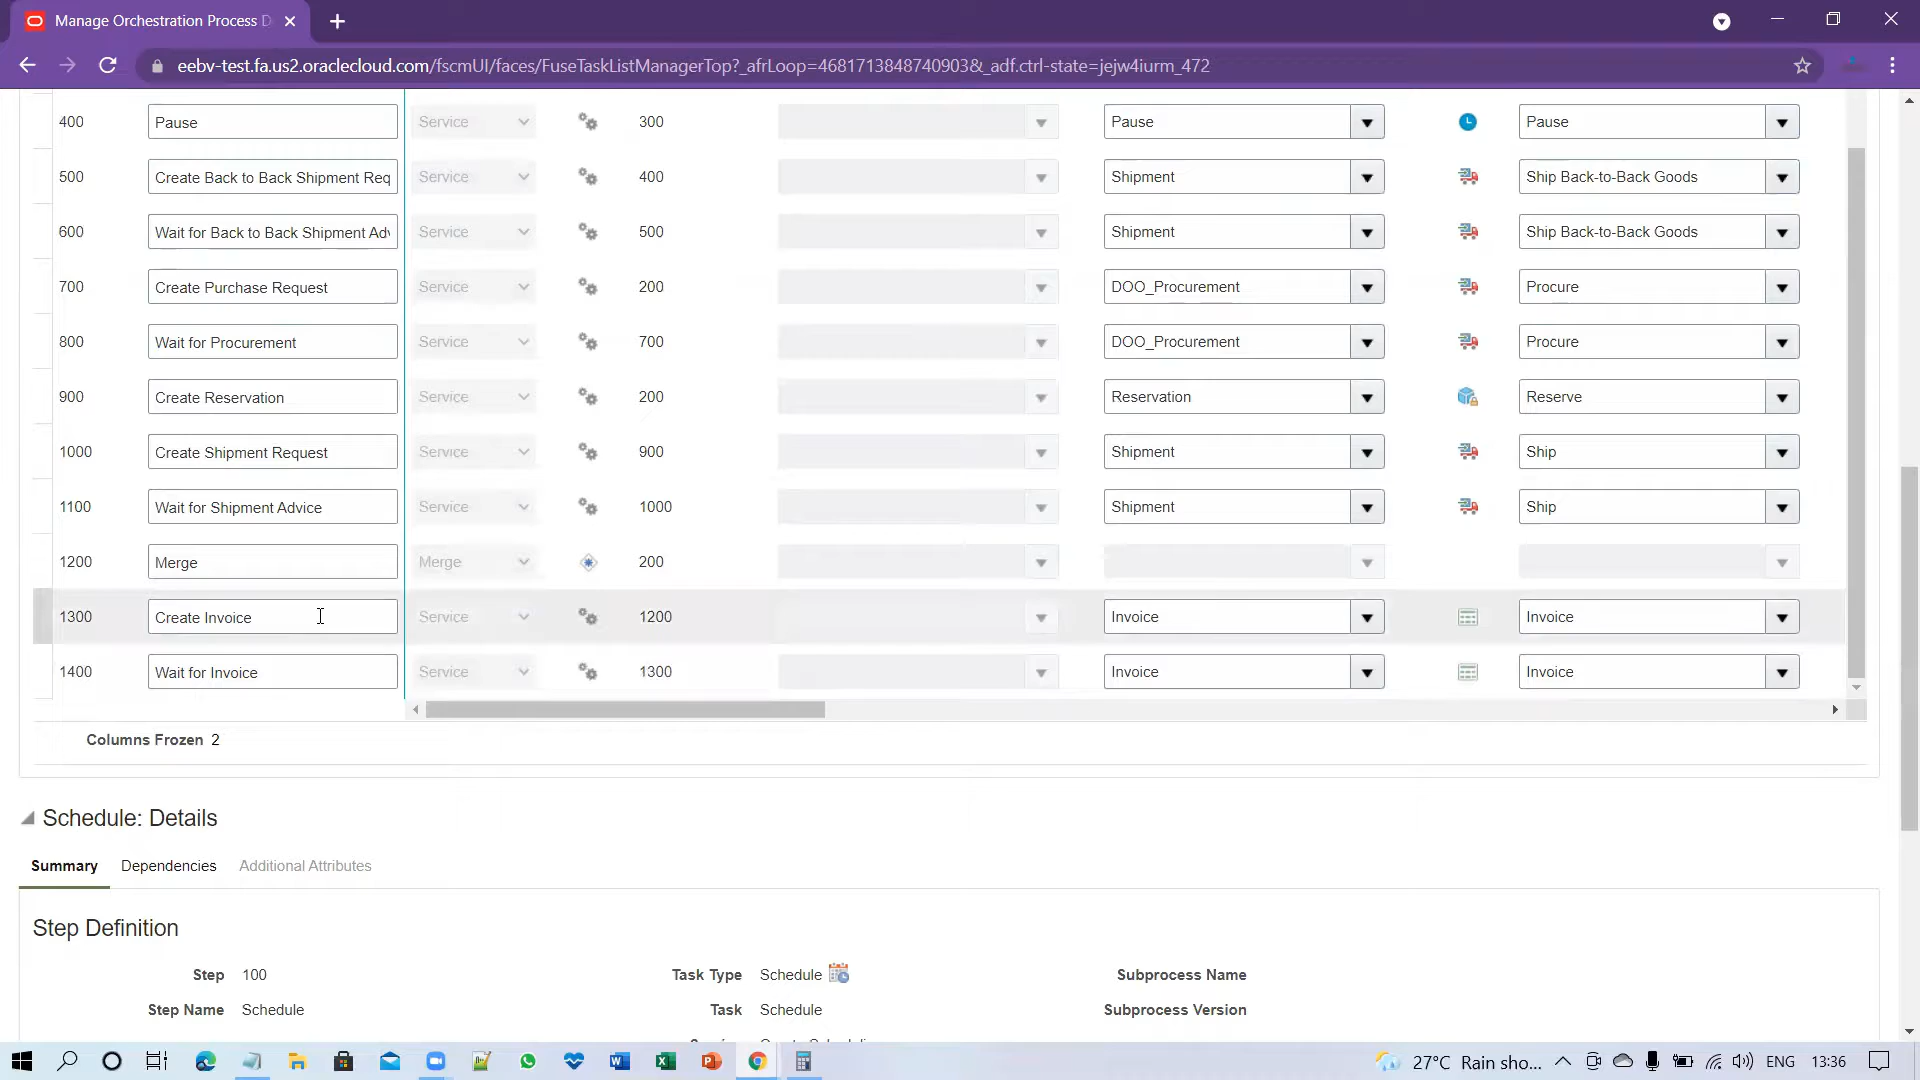 Manage Orchestration Process D
eebv-test.fa.us2.oraclecloud.com/fscmUI/faces/FuseTaskListManagerTop?_afrLoop=4681713848740903&_adf.ctrl-state=jejw4iurm_472
400 Pause Service 300 Pause Pause
500 Create Back to Back Shipment Req Service 400 Shipment Ship Back-to-Back Goods
600 Wait for Back to Back Shipment Adv Service 500 Shipment Ship Back-to-Back Goods
700 Create Purchase Request Service 200 DOO_Procurement Procure
800 Wait for Procurement Service 700 DOO_Procurement Procure
900 Create Reservation Service 200 Reservation Reserve
1000 Create Shipment Request Service 900 Shipment Ship
1100 Wait for Shipment Advice Service 1000 Shipment Ship
1200 Merge Merge 200
1300 Create Invoice Service 1200 Invoice Invoice
1400 Wait for Invoice Service 1300 Invoice Invoice
Columns Frozen 2
Schedule: Details
Summary Dependencies Additional Attributes
Step Definition
Step 100 Task Type Schedule Subprocess Name
Step Name Schedule Task Schedule Subprocess Version
27°C Rain sho... ENG 13:36